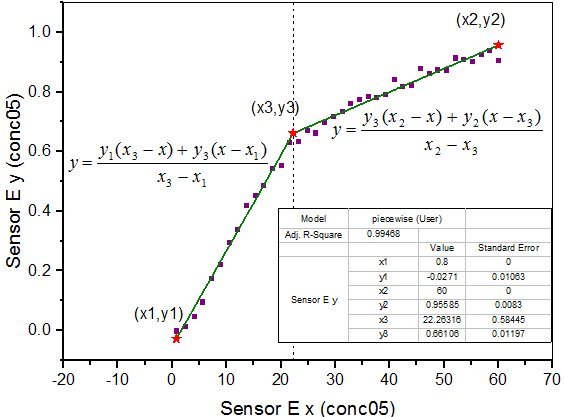 (x2,y2)
1.0
0.8
(x3,y3)
y = y₃(x₂ − x) + y₂(x − x₃) / x₂ − x₃
y = y₁(x₃ − x) + y₃(x − x₁) / x₃ − x₁
0.6
0.4
0.2
0.0
(x1,y1)
Sensor E y (conc05)
Model piecewise (User)
Adj. R-Square 0.99468
Value Standard Error
Sensor E y x1 0.8 0
y1 -0.0271 0.01063
x2 60 0
y2 0.95585 0.0083
x3 22.26316 0.58445
y3 0.66106 0.01197
-20 -10 0 10 20 30 40 50 60 70
Sensor E x (conc05)